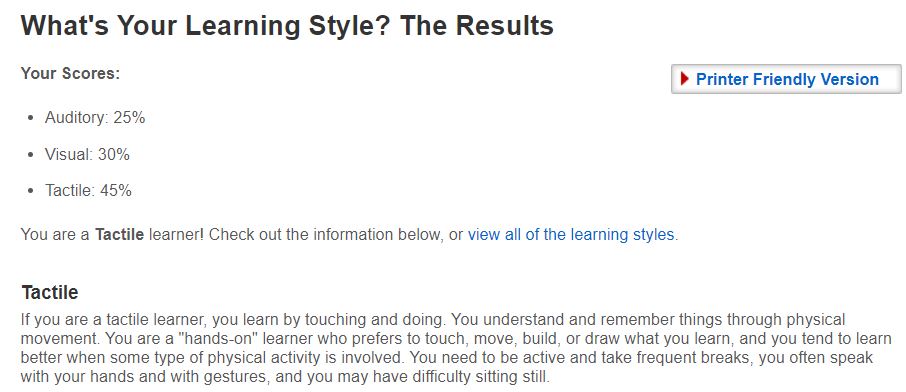 What's Your Learning Style? The Results
Your Scores:
Printer Friendly Version
• Auditory: 25%
• Visual: 30%
• Tactile: 45%
You are a Tactile learner! Check out the information below, or view all of the learning styles.
Tactile
If you are a tactile learner, you learn by touching and doing. You understand and remember things through physical
movement. You are a "hands-on" learner who prefers to touch, move, build, or draw what you learn, and you tend to learn
better when some type of physical activity is involved. You need to be active and take frequent breaks, you often speak
with your hands and with gestures, and you may have difficulty sitting still.